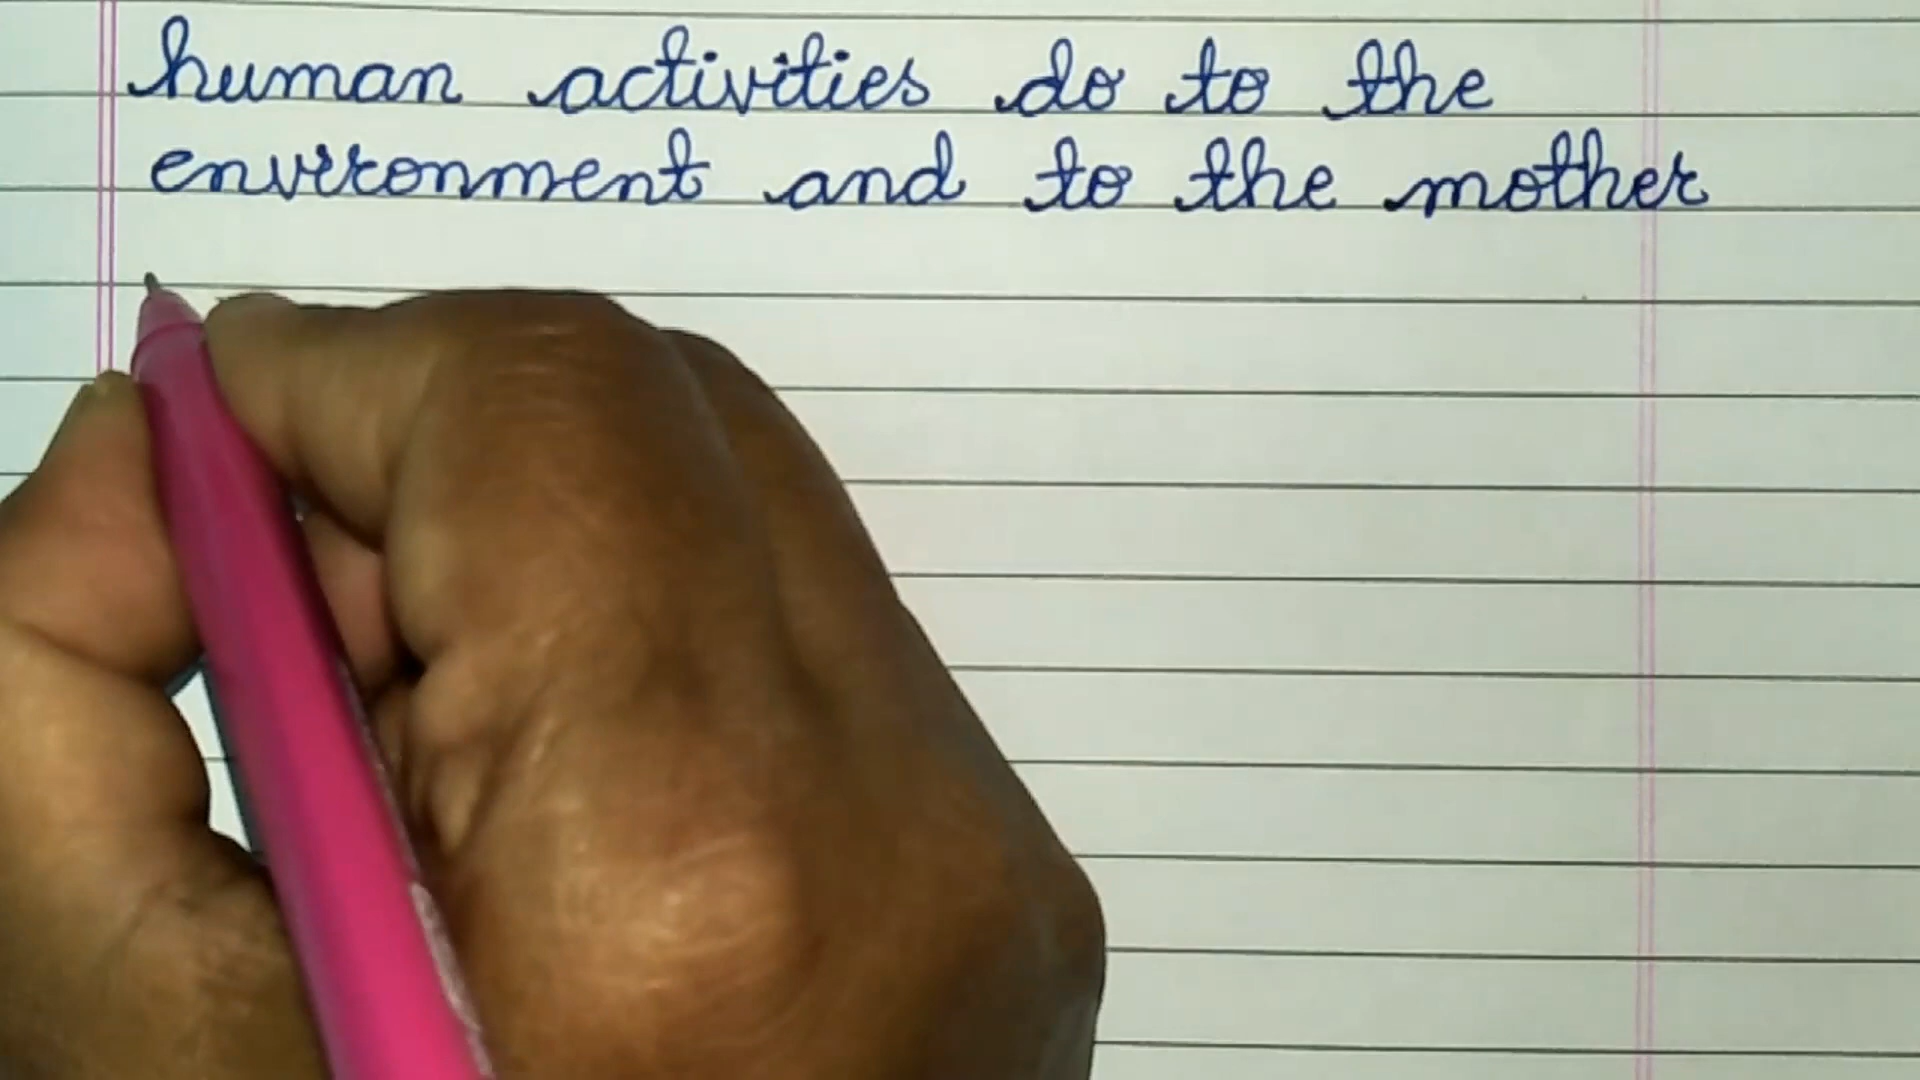 human activities do to the
environment and to the mother